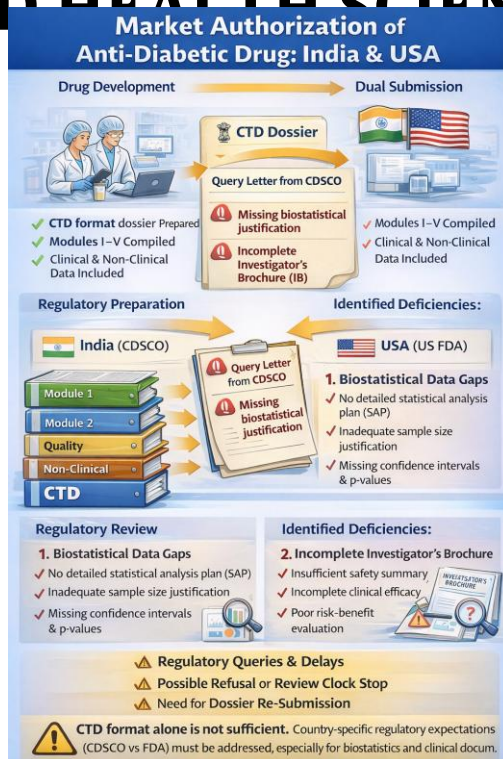 Market Authorization of
Anti-Diabetic Drug: India & USA
Drug Development
Dual Submission
CTD Dossier
Query Letter from CDSCO
Missing biostatistical
justification
Incomplete
Investigator's
Brochure (IB)
CTD format dossier Prepared
Modules I–V Compiled
Clinical & Non-Clinical
Data Included
Modules I–V Compiled
Clinical & Non-Clinical
Data Included
Regulatory Preparation
Identified Deficiencies:
India (CDSCO)
USA (US FDA)
Query Letter
from CDSCO
Missing
biostatistical
justification
Module 1
Module 2
Quality
Non-Clinical
CTD
1. Biostatistical Data Gaps
No detailed statistical analysis
plan (SAP)
Inadequate sample size
justification
Missing confidence intervals
& p-values
Regulatory Review
1. Biostatistical Data Gaps
No detailed statistical analysis plan (SAP)
Inadequate sample size justification
Missing confidence intervals
& p-values
Identified Deficiencies:
2. Incomplete Investigator's Brochure
Insufficient safety summary
Incomplete clinical efficacy
Poor risk-benefit
evaluation
BROCHURE
Regulatory Queries & Delays
Possible Refusal or Review Clock Stop
Need for Dossier Re-Submission
CTD format alone is not sufficient. Country-specific regulatory expectations
(CDSCO vs FDA) must be addressed, especially for biostatistics and clinical docum.